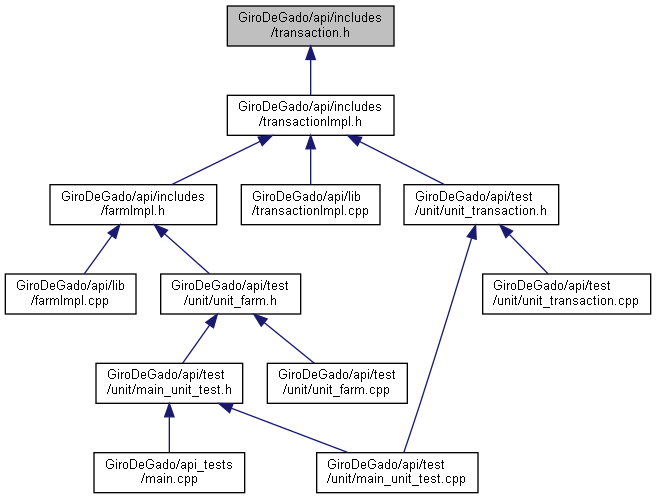 GiroDeGado/api/includes
/transaction.h
GiroDeGado/api/includes
/transactionImpl.h
GiroDeGado/api/includes
/farmImpl.h
GiroDeGado/api/lib
/transactionImpl.cpp
GiroDeGado/api/test
/unit/unit_transaction.h
GiroDeGado/api/lib
/farmImpl.cpp
GiroDeGado/api/test
/unit/unit_farm.h
GiroDeGado/api/test
/unit/unit_transaction.cpp
GiroDeGado/api/test
/unit/main_unit_test.h
GiroDeGado/api/test
/unit/unit_farm.cpp
GiroDeGado/api_tests
/main.cpp
GiroDeGado/api/test
/unit/main_unit_test.cpp